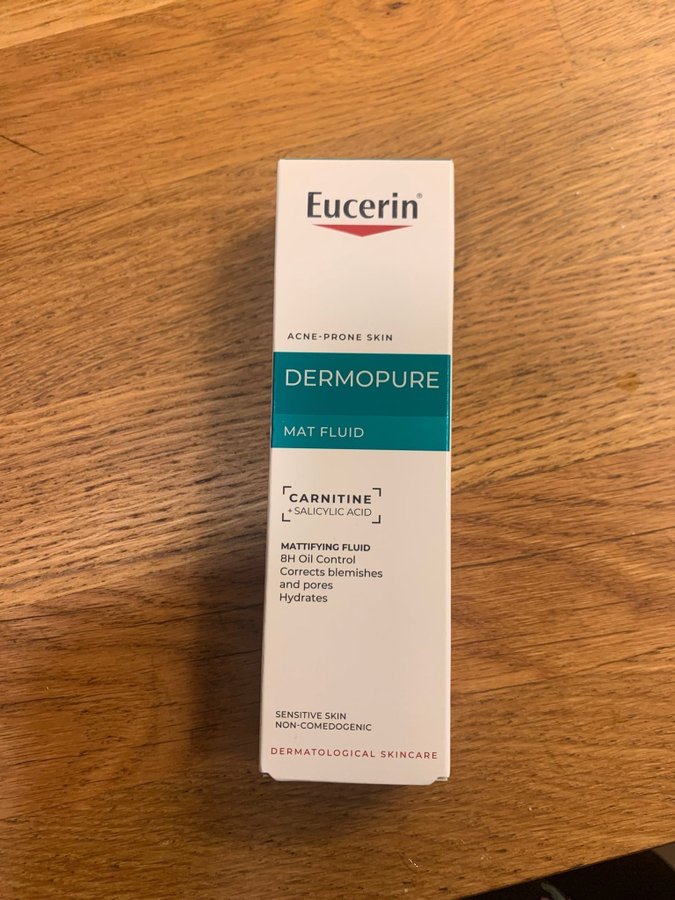 Eucerin®
ACNE-PRONE SKIN
DERMOPURE
MAT FLUID
CARNITINE
+ SALICYLIC ACID
MATTIFYING FLUID
8H Oil Control
Corrects blemishes
and pores
Hydrates
SENSITIVE SKIN
NON-COMEDOGENIC
DERMATOLOGICAL SKINCARE